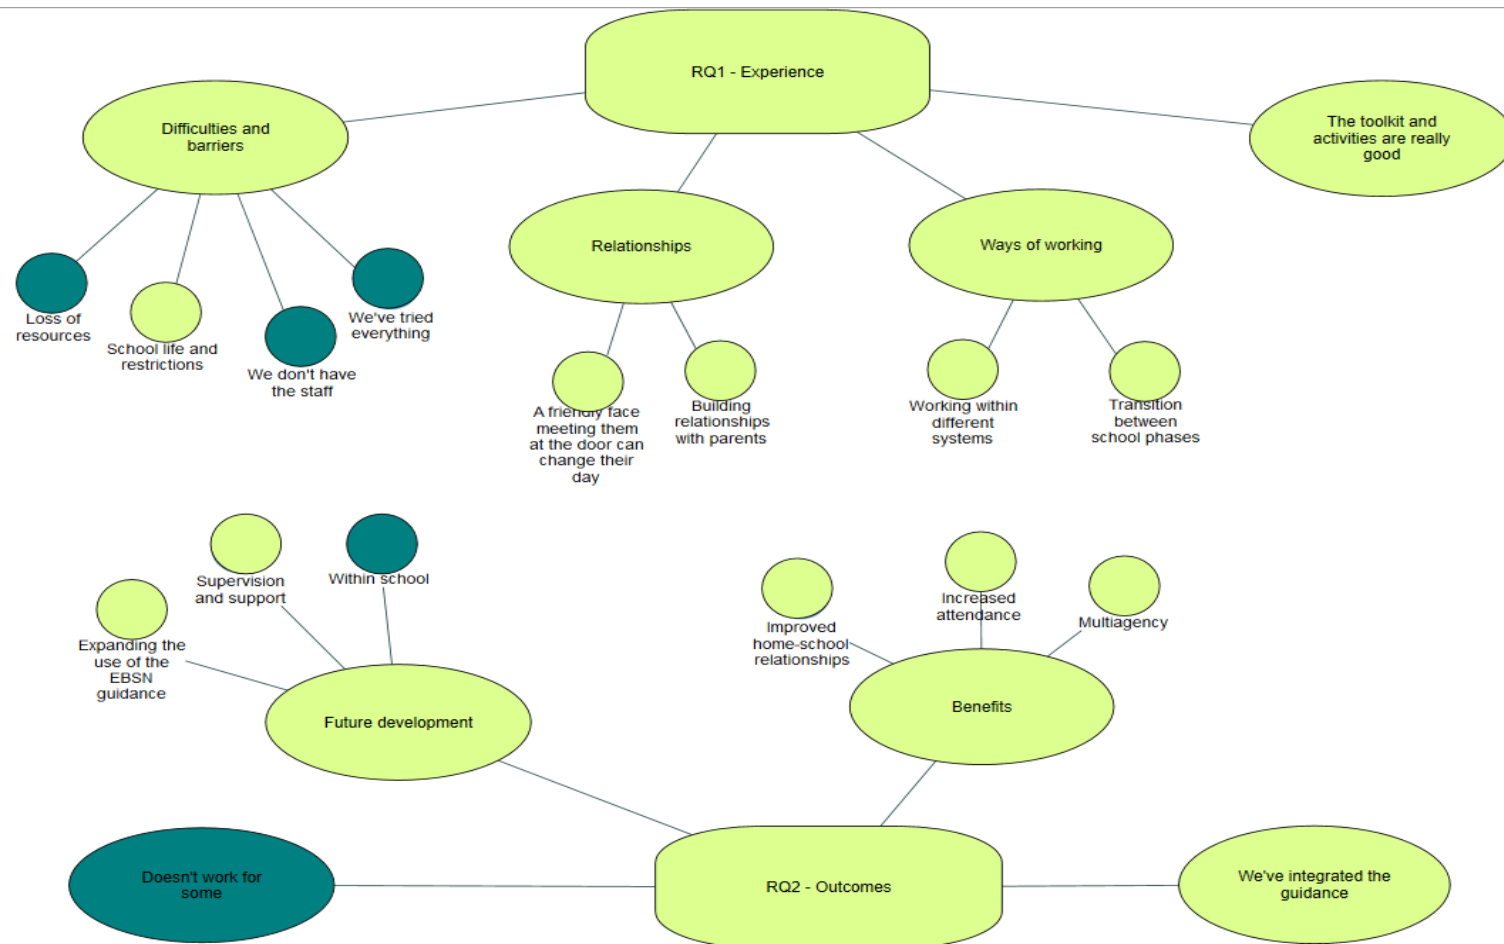 RQ1 - Experience
Difficulties and
barriers
The toolkit and
activities are really
good
Relationships
Ways of working
Loss of
resources
School life and
restrictions
We don't have
the staff
We've tried
everything
A friendly face
meeting them
at the door can
change their
day
Building
relationships
with parents
Working within
different
systems
Transition
between
school phases
Expanding the
use of the
EBSN
guidance
Supervision
and support
Within school
Improved
home-school
relationships
Increased
attendance
Multiagency
Future development
Benefits
Doesn't work for
some
RQ2 - Outcomes
We've integrated the
guidance